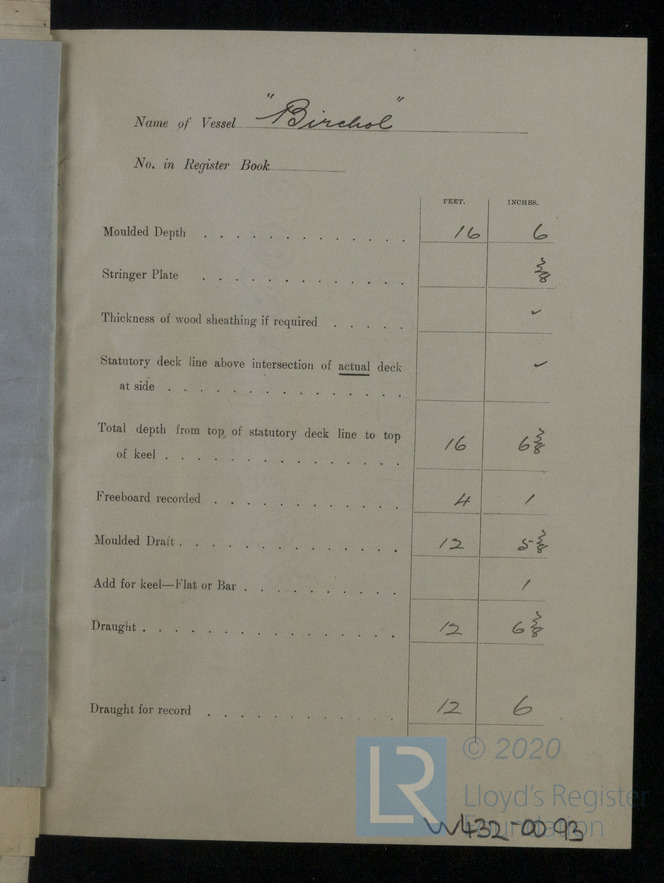 Name of Vessel "Birchol"
No. in Register Book
FEET. INCHES.
Moulded Depth 16 6
Stringer Plate 3/8
Thickness of wood sheathing if required ✓
Statutory deck line above intersection of actual deck
at side ✓
Total depth from top of statutory deck line to top
of keel 16 6 3/8
Freeboard recorded 4 1
Moulded Draft 12 5 3/8
Add for keel—Flat or Bar 1
Draught 12 6 3/8
Draught for record 12 6
LR © 2020
Lloyd's Register
Foundation
W432-0093